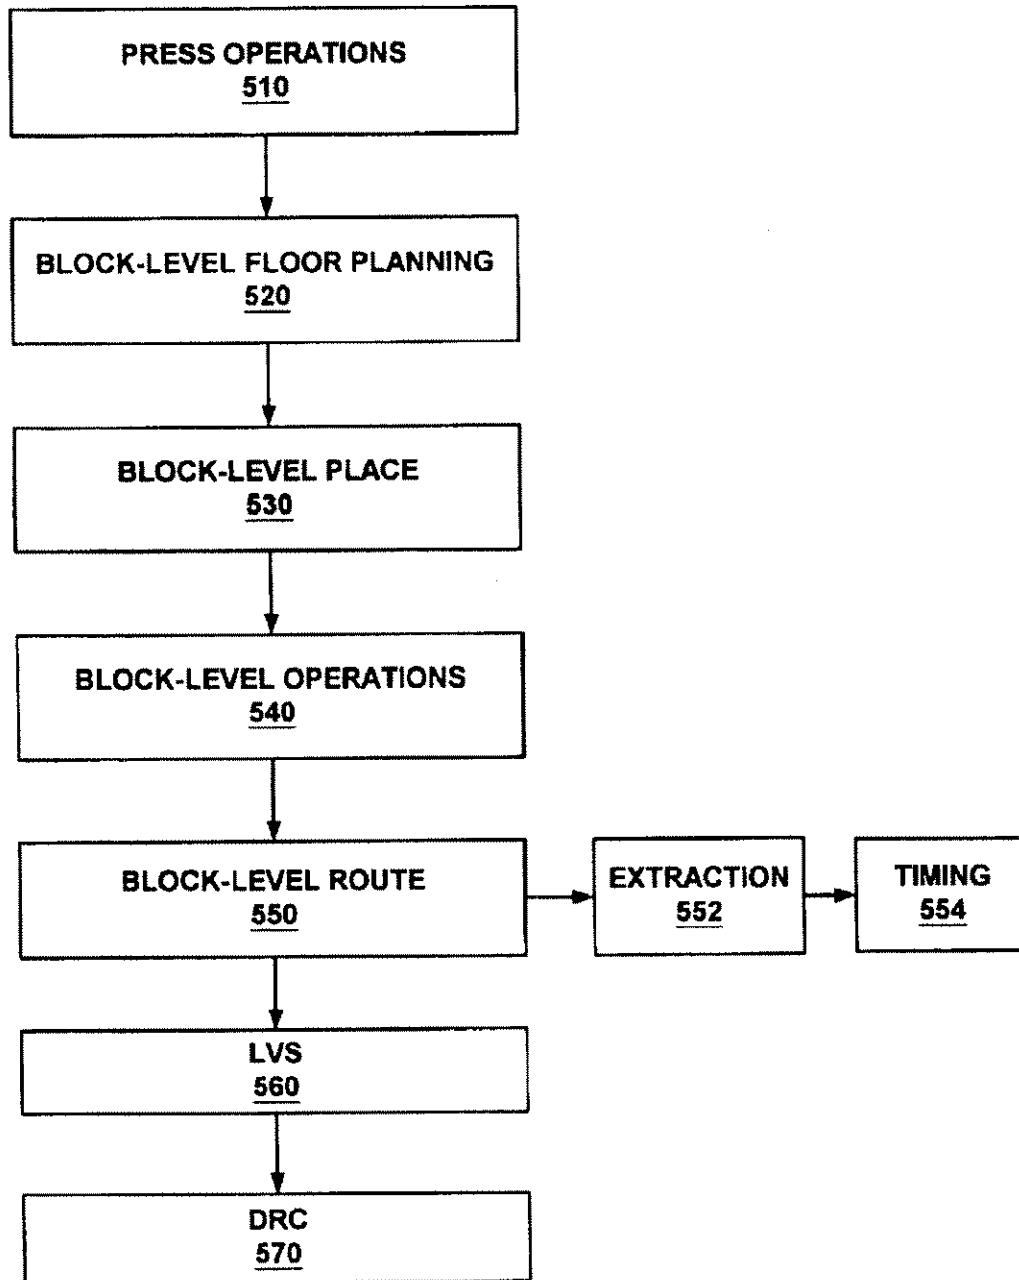 PRESS OPERATIONS
510
BLOCK-LEVEL FLOOR PLANNING
520
BLOCK-LEVEL PLACE
530
BLOCK-LEVEL OPERATIONS
540
BLOCK-LEVEL ROUTE
550
EXTRACTION
552
TIMING
554
LVS
560
DRC
570